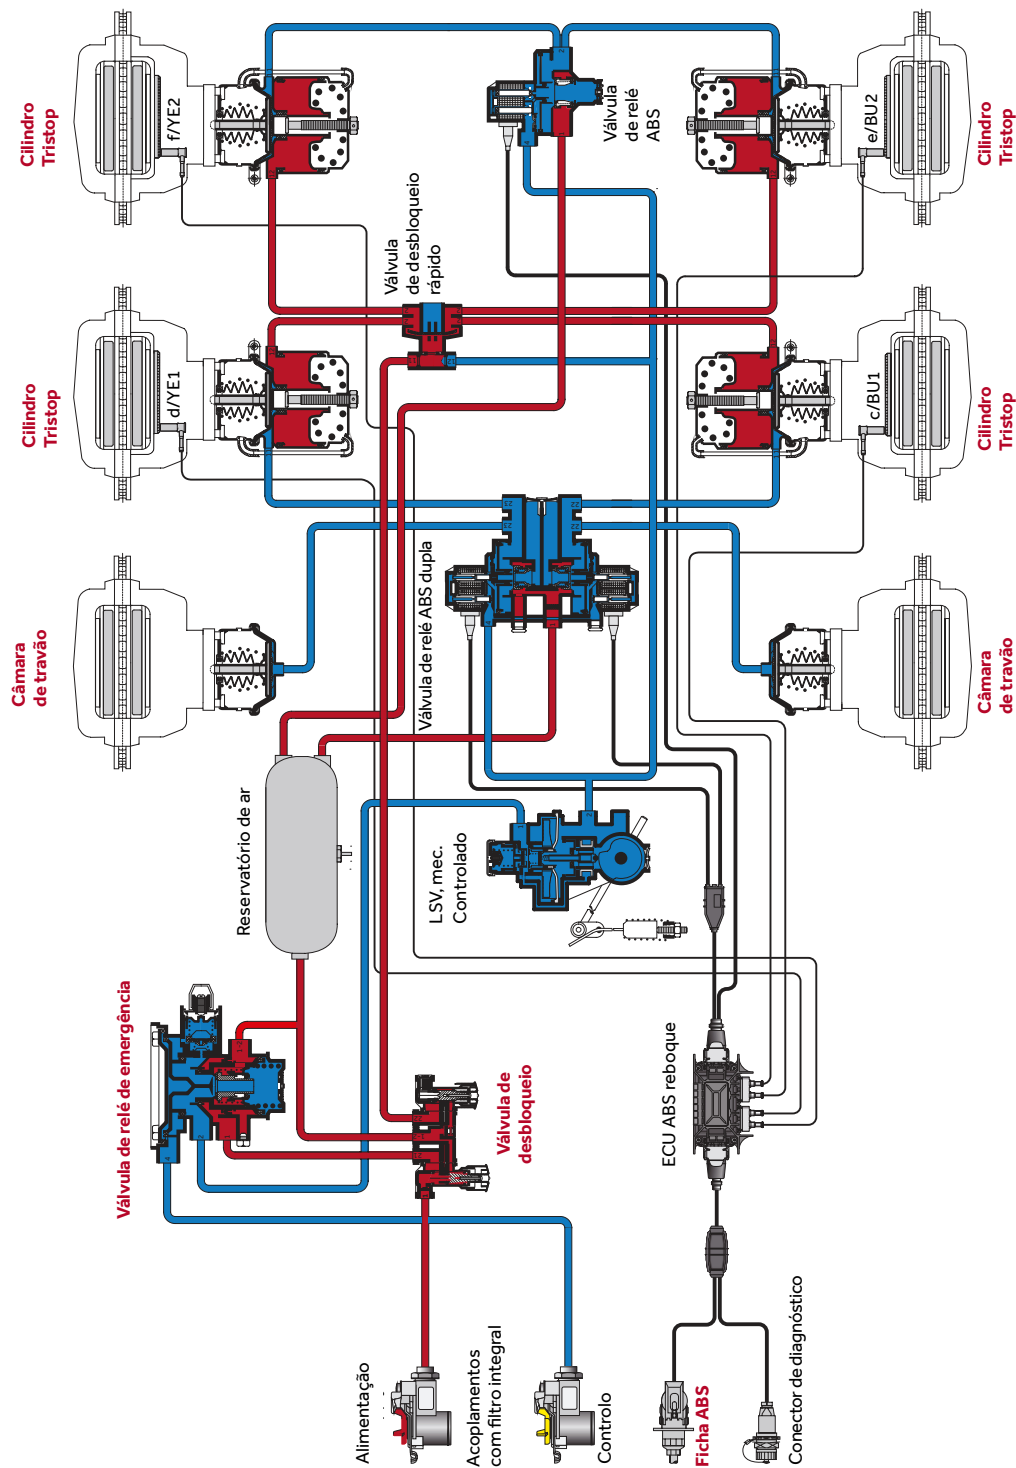 Cilindro
Tristop
f/YE2
Válvula
de relé
ABS
e/BU2
Cilindro
Tristop
Válvula
de desbloqueio
rápido
Cilindro
Tristop
d/YE1
c/BU1
Cilindro
Tristop
Câmara
de travão
Válvula de relé ABS dupla
Câmara
de travão
Reservatório de ar
LSV, mec.
Controlado
Válvula de relé de emergência
Válvula de
desbloqueio
ECU ABS reboque
Alimentação
Acoplamentos
com filtro integral
Controlo
Ficha ABS
Conector de diagnóstico